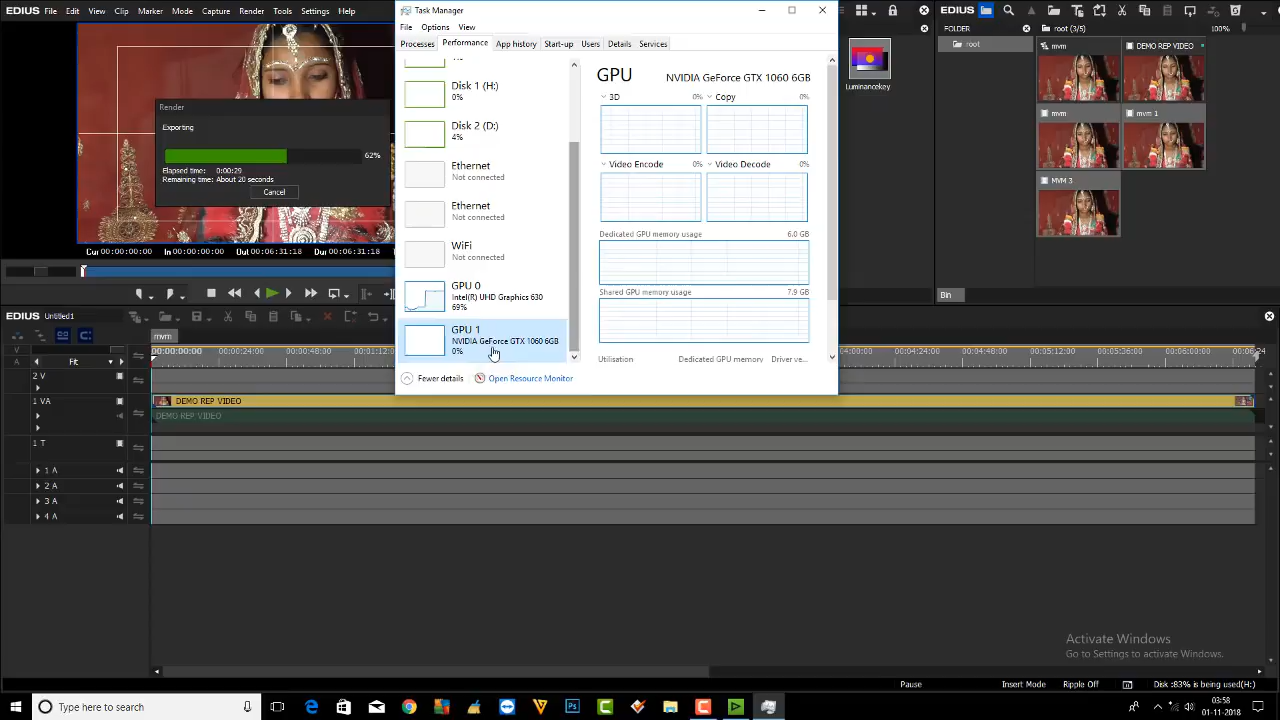 EDIUS File Edit View Clip Marker Mode Capture Render Tools Settings Help
Render
Exporting
62%
Elapsed time: 0:00:29
Remaining time: About 20 seconds
Cancel
Cur 00:00:00:00 In 00:00:00:00 Out 00:06:31:18 Dur 00:06:31:18
Task Manager
File Options View
Processes Performance App history Start-up Users Details Services
Disk 1 (H:)
0%
Disk 2 (D:)
4%
Ethernet
Not connected
Ethernet
Not connected
WiFi
Not connected
GPU 0
Intel(R) UHD Graphics 630
69%
GPU 1
NVIDIA GeForce GTX 1060 6GB
0%
GPU NVIDIA GeForce GTX 1060 6GB
3D 0% Copy 0%
Video Encode 0% Video Decode 0%
Dedicated GPU memory usage 6.0 GB
Shared GPU memory usage 7.9 GB
Utilisation Dedicated GPU memory Driver ve...
Fewer details Open Resource Monitor
Luminancekey
EDIUS
FOLDER root (3/5) 100%
root
mvm DEMO REP VIDEO
mvm mvm 1
MVM 3
Bin
EDIUS Untitled1
mvm
Fit
00:00:00:00 00:00:24:00 00:00:48:00 00:01:12:0 04:00:00 00:04:24:00 00:04:48:00 00:05:12:00 00:05:36:00 00:06:00:00
2 V
1 VA DEMO REP VIDEO
DEMO REP VIDEO
1 T
1 A
2 A
3 A
4 A
Activate Windows
Go to Settings to activate Windows.
Pause Insert Mode Ripple Off Disk :83% is being used(H:)
Type here to search
03:58
01-11-2018